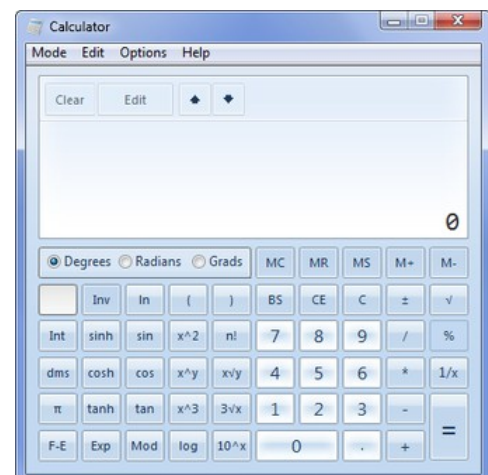 Calculator
Mode Edit Options Help
Clear Edit
0
Degrees Radians Grads MC MR MS M+ M-
Inv ln ( ) BS CE C ± √
Int sinh sin x^2 n! 7 8 9 / %
dms cosh cos x^y x√y 4 5 6 * 1/x
π tanh tan x^3 3√x 1 2 3 - =
F-E Exp Mod log 10^x 0 . +